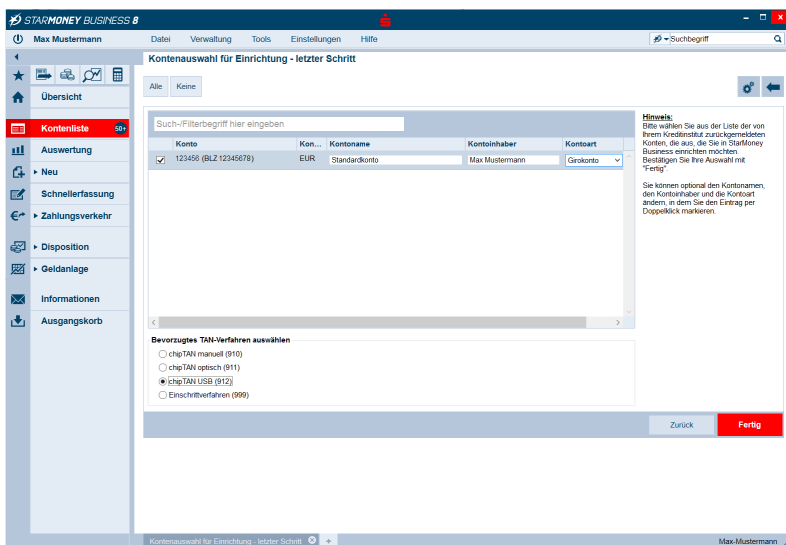 STARMONEY BUSINESS 8
Max Mustermann
Datei Verwaltung Tools Einstellungen Hilfe
Suchbegriff
Kontenauswahl für Einrichtung - letzter Schritt
Alle Keine
Übersicht
Kontenliste 50+
Auswertung
Neu
Schnellerfassung
Zahlungsverkehr
Disposition
Geldanlage
Informationen
Ausgangskorb
Such-/Filterbegriff hier eingeben
Konto Kon... Kontoname Kontoinhaber Kontoart
123456 (BLZ 12345678) EUR Standardkonto Max Mustermann Girokonto
Bevorzugtes TAN-Verfahren auswählen
chipTAN manuell (910)
chipTAN optisch (911)
chipTAN USB (912)
Einschrittverfahren (999)
Hinweis:
Bitte wählen Sie aus der Liste der von
Ihrem Kreditinstitut zurückgemeldeten
Konten, die aus, die Sie in StarMoney
Business einrichten möchten.
Bestätigen Sie Ihre Auswahl mit
"Fertig".
Sie können optional den Kontonamen,
den Kontoinhaber und die Kontoart
ändern, in dem Sie den Eintrag per
Doppelklick markieren.
Zurück Fertig
Kontenauswahl für Einrichtung - letzter Schritt
Max-Mustermann